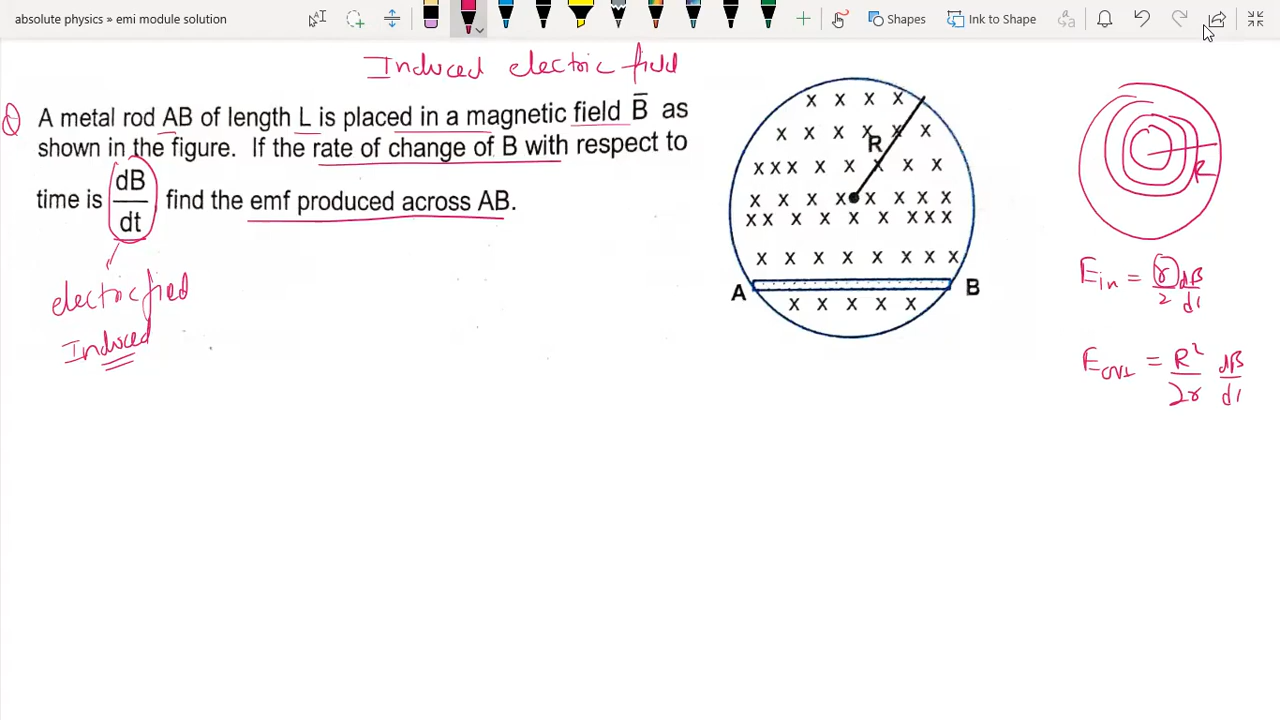 absolute physics » emi module solution
Shapes
Ink to Shape
Induced electric field
Q A metal rod AB of length L is placed in a magnetic field B̅ as
shown in the figure. If the rate of change of B with respect to
time is dB/dt find the emf produced across AB.
electric field
Induced
x x x x
x x x x x x
R
x x x x x x x
x x x x x x x x
x x x x x x x x x
x x x x x x x x
A
B
x x x x x
R
E_in = r/2 dB/dt
E_out = R²/2r dB/dt